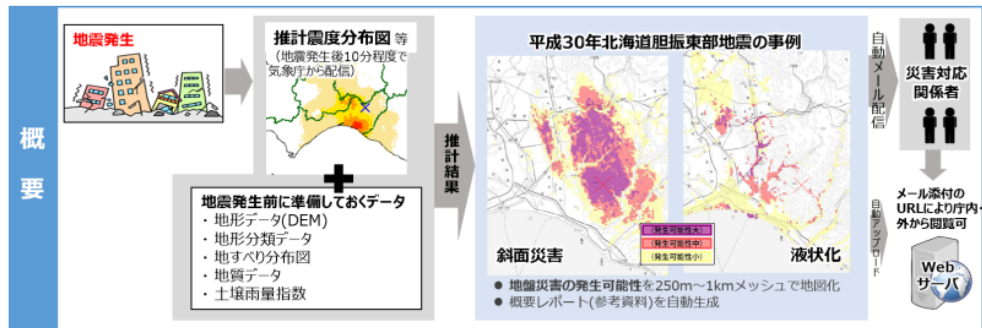 概要
地震発生
推計震度分布図 等
(地震発生後10分程度で
気象庁から配信)
地震発生前に準備しておくデータ
・地形データ(DEM)
・地形分類データ
・地すべり分布図
・地質データ
・土壌雨量指数
推計結果
平成30年北海道胆振東部地震の事例
(発生可能性大)
(発生可能性中)
(発生可能性小)
斜面災害
液状化
● 地盤災害の発生可能性を250m～1kmメッシュで地図化
● 概要レポート(参考資料)を自動生成
自動メール配信
災害対応
関係者
メール添付の
URLにより庁内・
外から閲覧可
自動アップロード
Web
サーバ